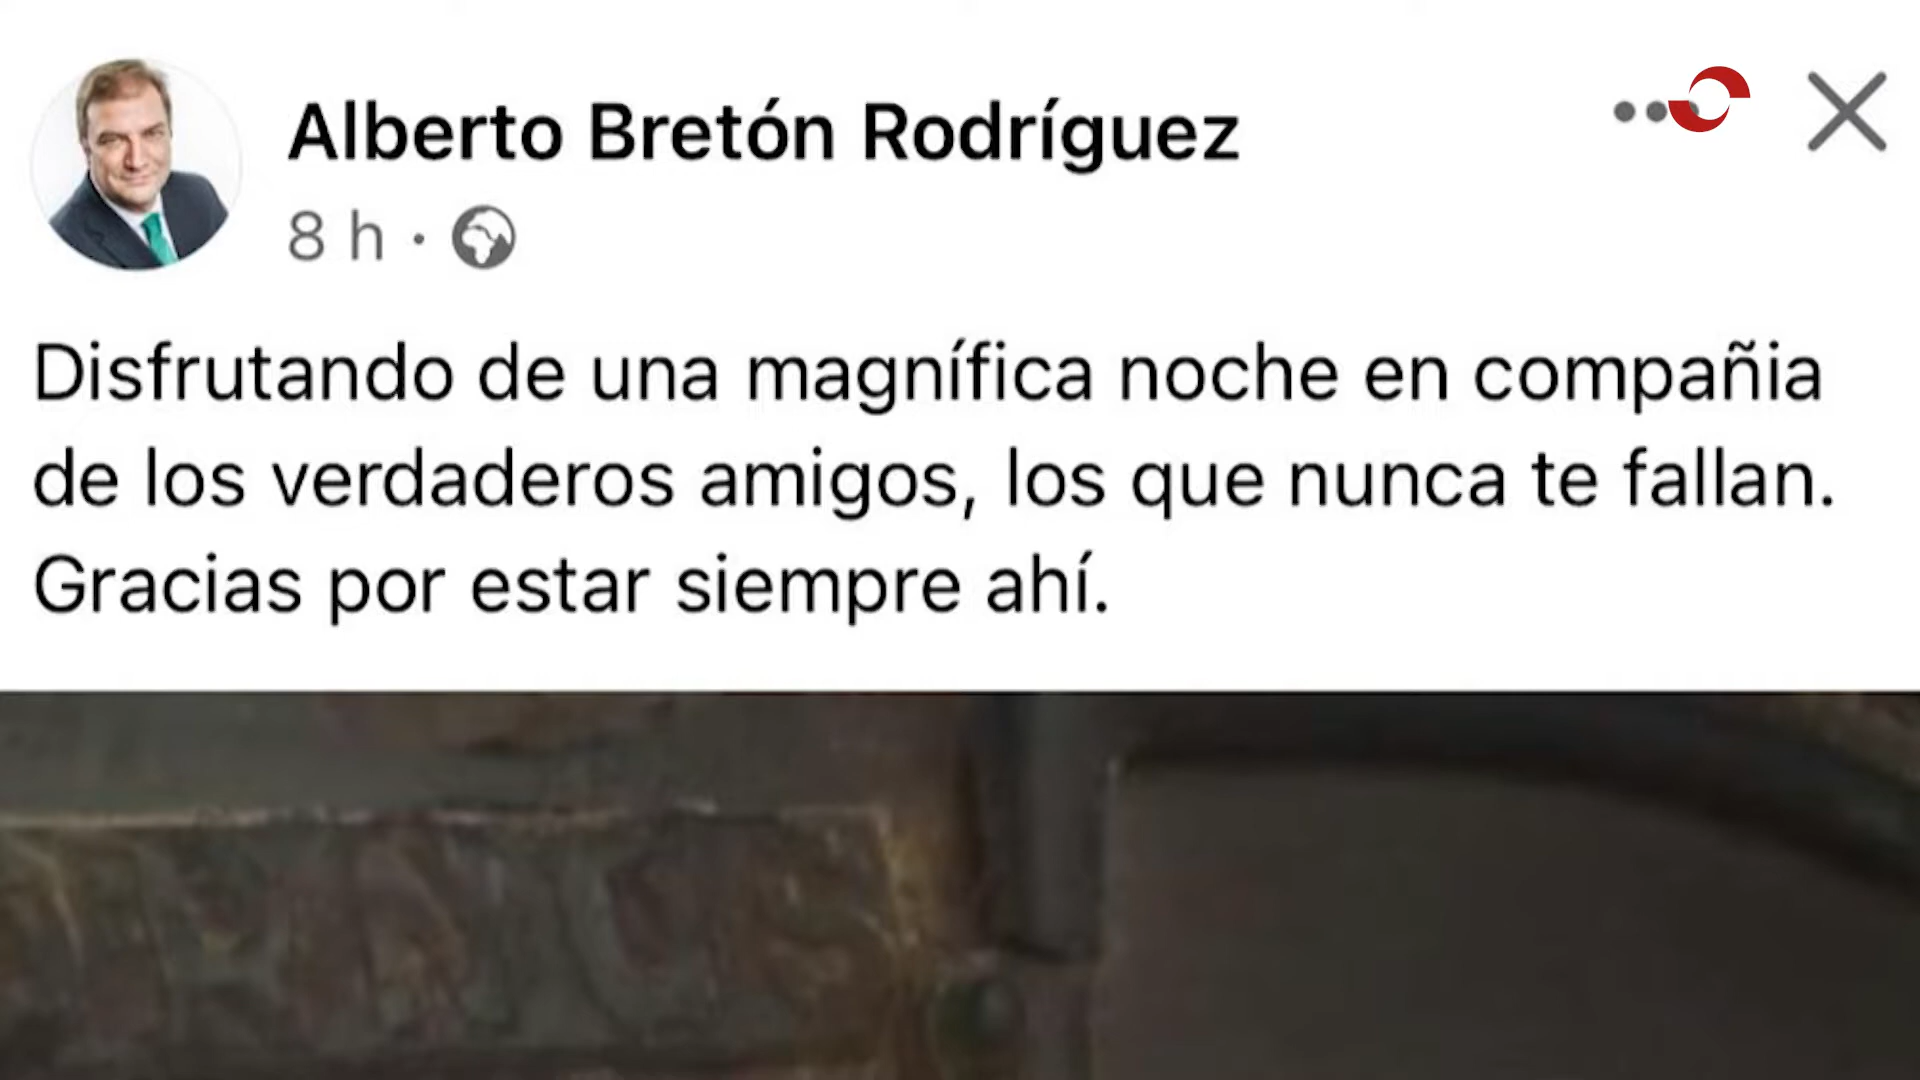 Alberto Bretón Rodríguez
8 h ·
Disfrutando de una magnífica noche en compañia
de los verdaderos amigos, los que nunca te fallan.
Gracias por estar siempre ahí.